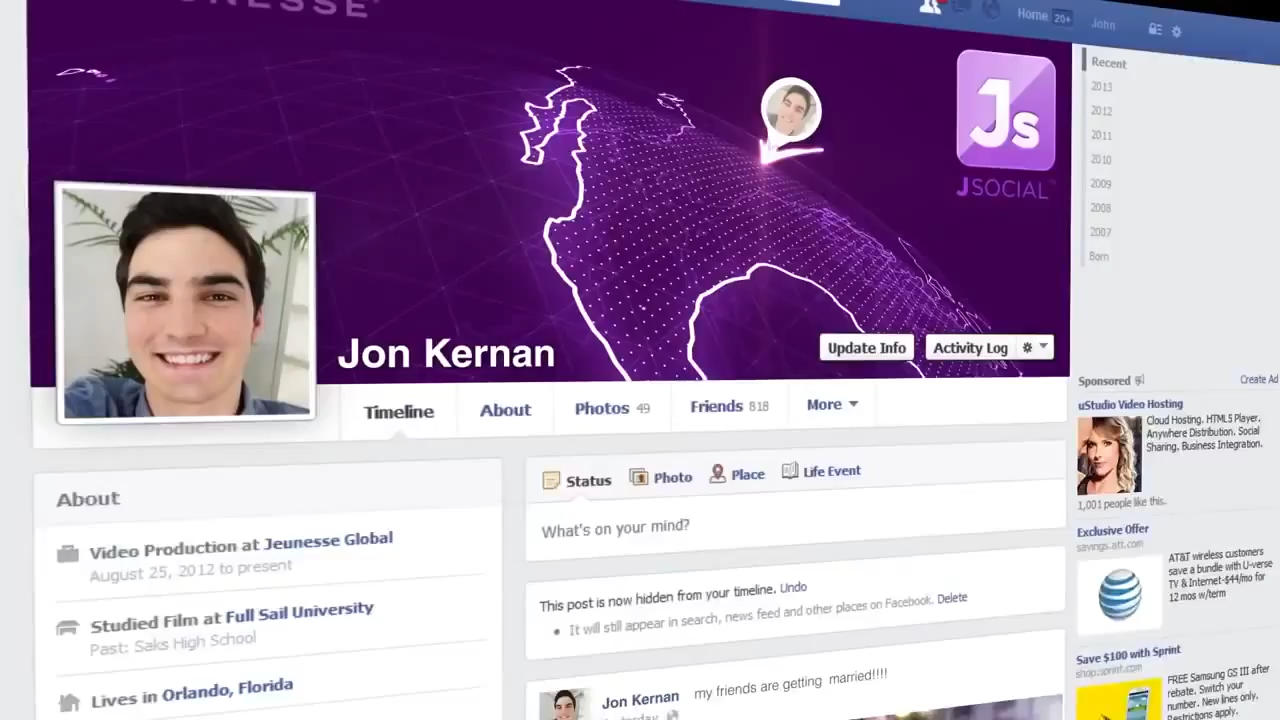 Home 20+
John
JS
JSOCIAL
Recent
2013
2012
2011
2010
2009
2008
2007
Born
Jon Kernan
Update Info
Activity Log
Timeline
About
Photos 49
Friends 818
More
About
Video Production at Jeunesse Global
August 25, 2012 to present
Studied Film at Full Sail University
Past: Saks High School
Lives in Orlando, Florida
Status
Photo
Place
Life Event
What's on your mind?
This post is now hidden from your timeline. Undo
• It will still appear in search, news feed and other places on Facebook. Delete
Jon Kernan my friends are getting married!!!!
Sponsored
Create Ad
uStudio Video Hosting
Cloud Hosting. HTML5 Player.
Anywhere Distribution. Social
Sharing. Business Integration.
1,001 people like this.
Exclusive Offer
savings.att.com
AT&T wireless customers
save a bundle with U-verse
TV & Internet-$44/mo for
12 mos w/term
Save $100 with Sprint
shop.sprint.com
FREE Samsung GS III after
rebate. Switch your
number. New lines only.
Restrictions apply.